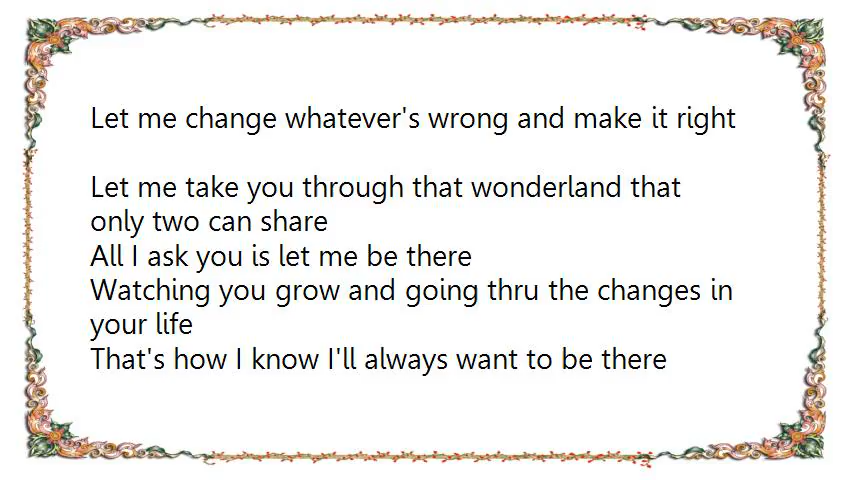 Let me change whatever's wrong and make it right
Let me take you through that wonderland that
only two can share
All I ask you is let me be there
Watching you grow and going thru the changes in
your life
That's how I know I'll always want to be there